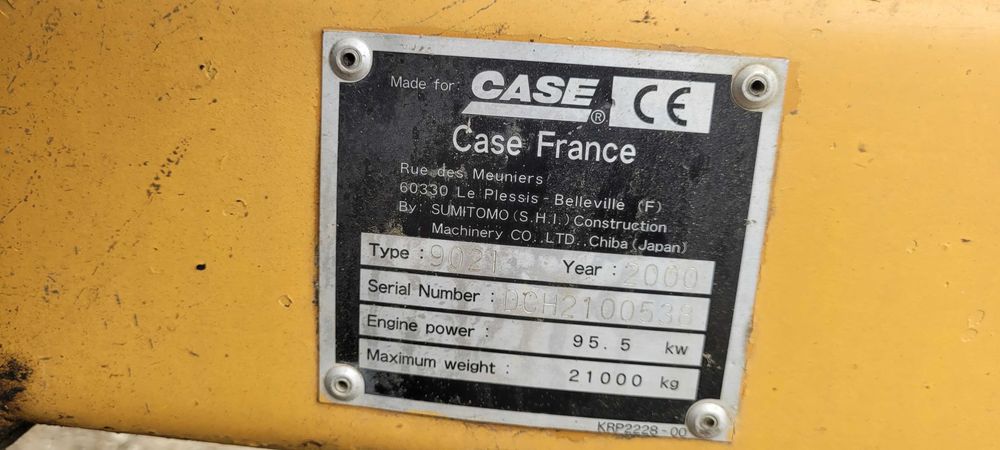 Made for: CASE® CE
Case France
Rue des Meuniers
60330 Le Plessis - Belleville (F)
By: SUMITOMO (S.H.I.) Construction
Machinery CO.,LTD., Chiba (Japan)
Type : 9021 Year : 2000
Serial Number : DCH2100538
Engine power : 95.5 kw
Maximum weight : 21000 kg
KRP2228-00